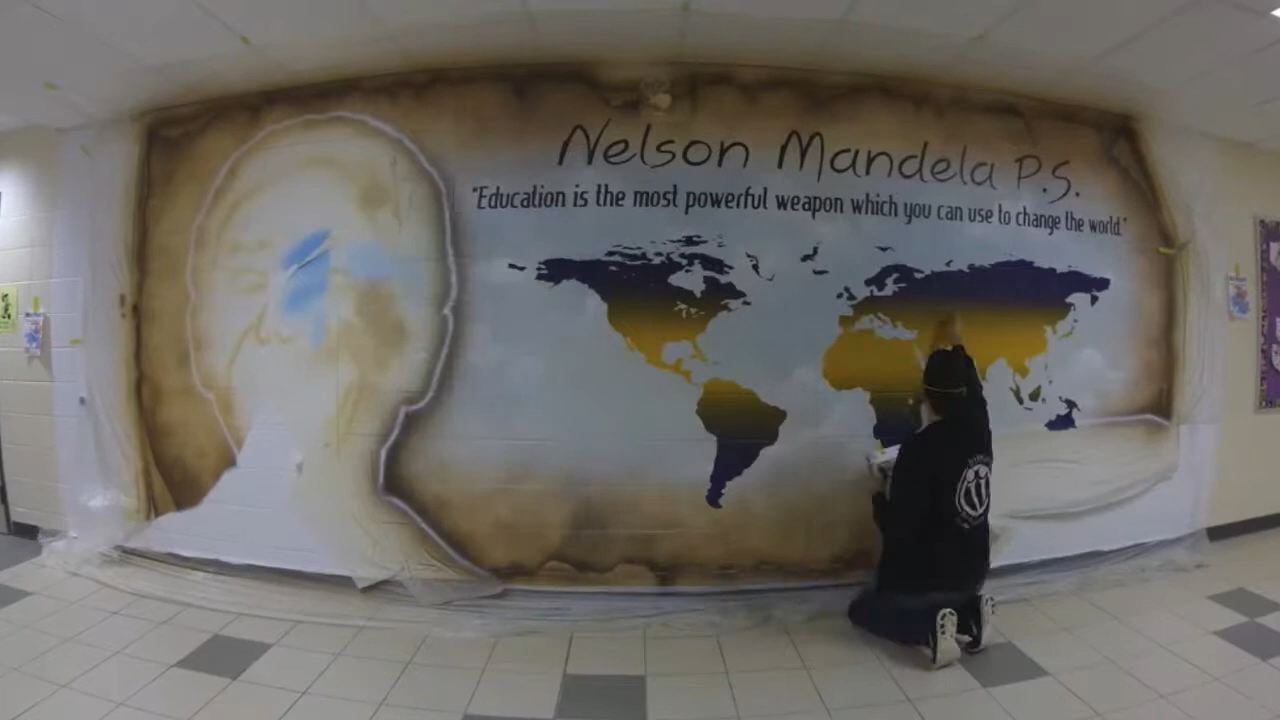 Nelson Mandela P.S.
"Education is the most powerful weapon which you can use to change the world."